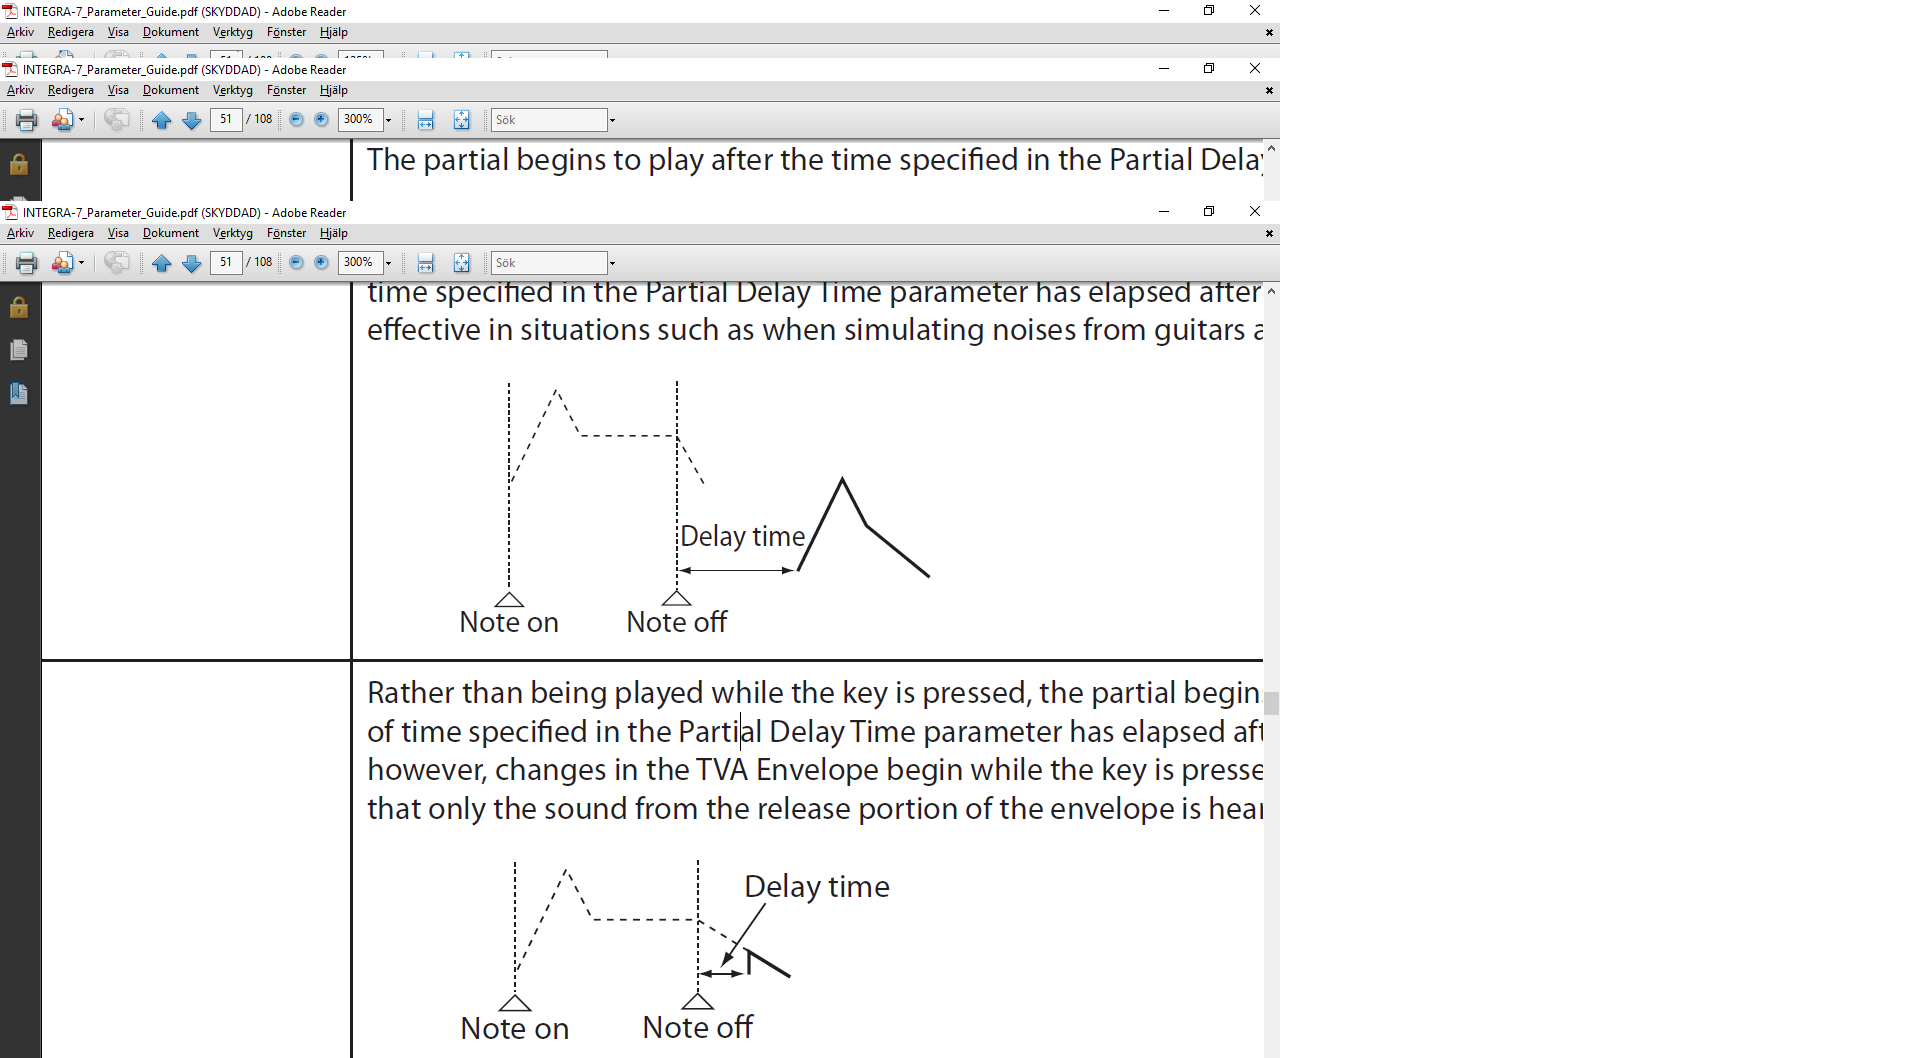 INTEGRA-7_Parameter_Guide.pdf (SKYDDAD) - Adobe Reader
Arkiv Redigera Visa Dokument Verktyg Fönster Hjälp
INTEGRA-7_Parameter_Guide.pdf (SKYDDAD) - Adobe Reader
Arkiv Redigera Visa Dokument Verktyg Fönster Hjälp
51 / 108 300% Sök
The partial begins to play after the time specified in the Partial Delay
INTEGRA-7_Parameter_Guide.pdf (SKYDDAD) - Adobe Reader
Arkiv Redigera Visa Dokument Verktyg Fönster Hjälp
51 / 108 300% Sök
time specified in the Partial Delay Time parameter has elapsed after
effective in situations such as when simulating noises from guitars a
Delay time
Note on Note off
Rather than being played while the key is pressed, the partial begin
of time specified in the Partial Delay Time parameter has elapsed aft
however, changes in the TVA Envelope begin while the key is presse
that only the sound from the release portion of the envelope is hear
Delay time
Note on Note off